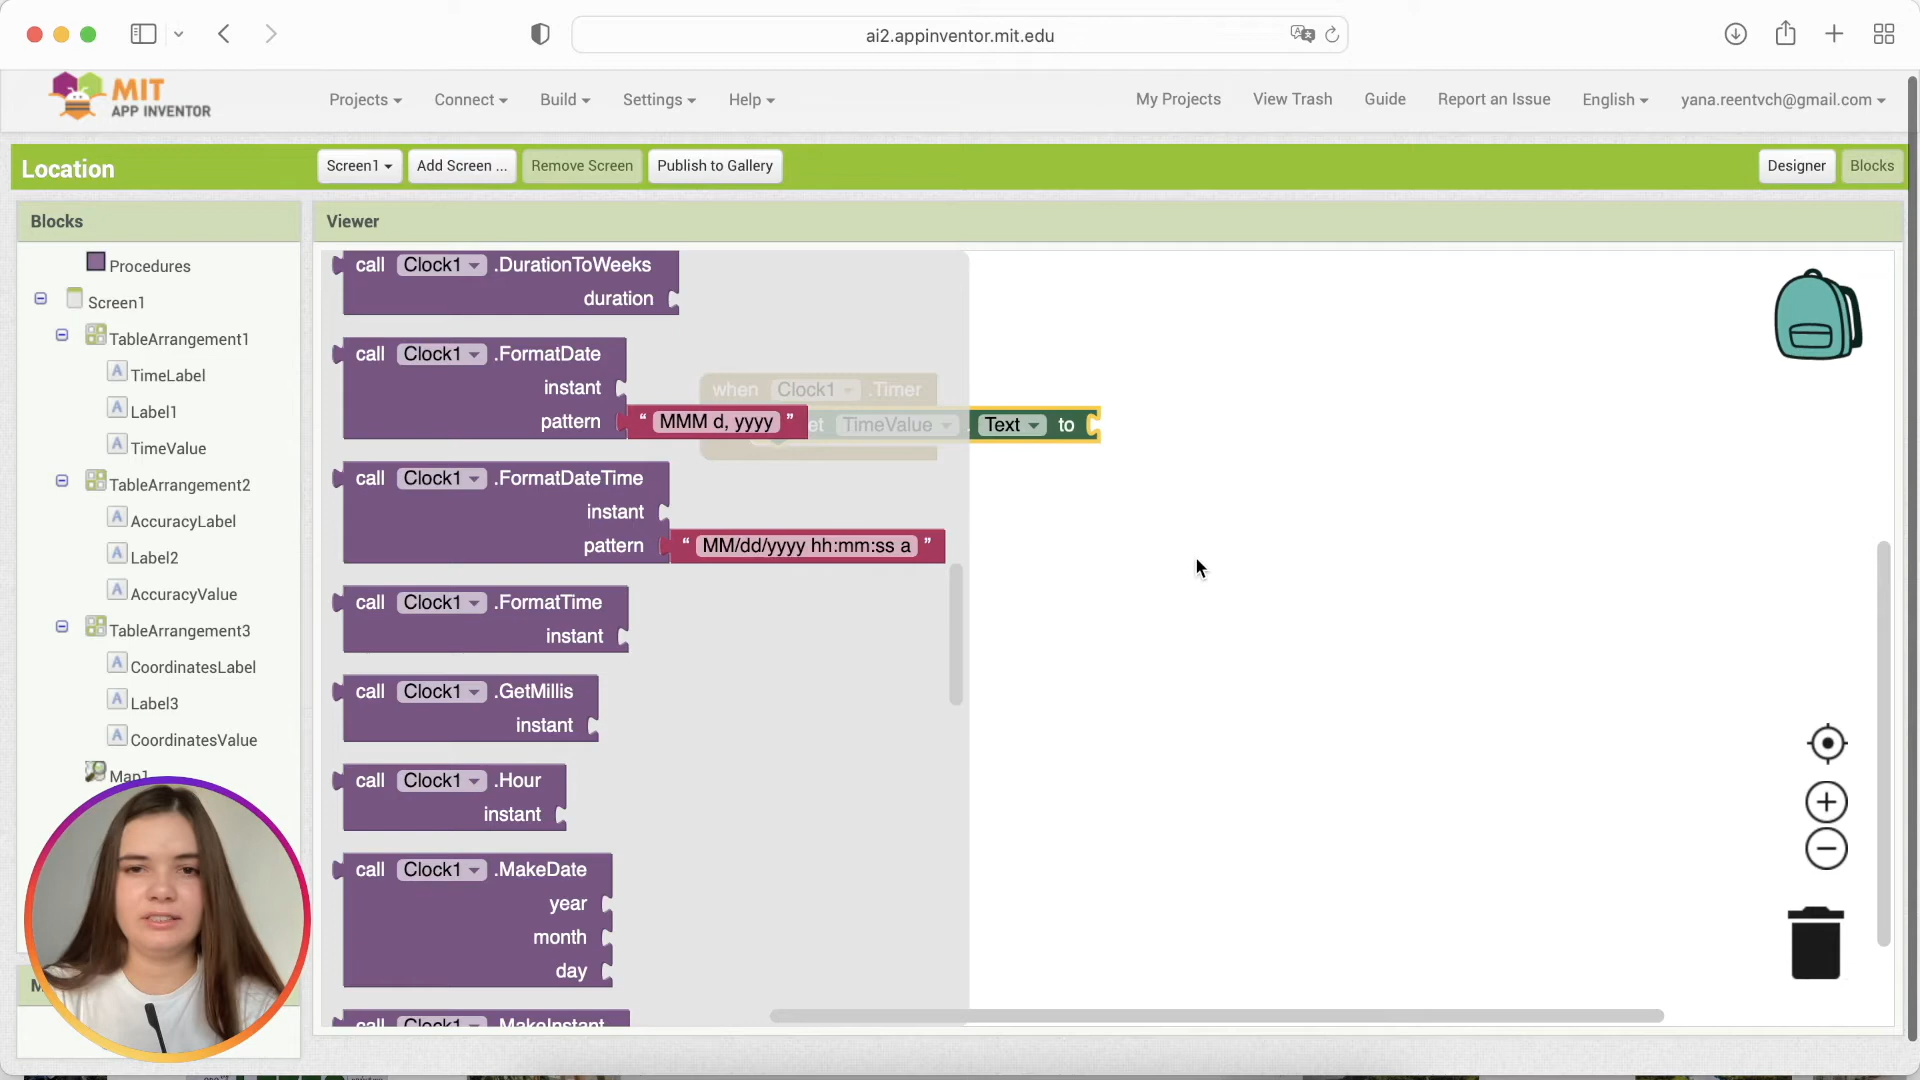 ai2.appinventor.mit.edu
MIT
APP INVENTOR
Projects
Connect
Build
Settings
Help
My Projects
View Trash
Guide
Report an Issue
English
yana.reentvch@gmail.com
Location
Screen1
Add Screen ...
Remove Screen
Publish to Gallery
Designer
Blocks
Blocks
Procedures
Screen1
TableArrangement1
TimeLabel
Label1
TimeValue
TableArrangement2
AccuracyLabel
Label2
AccuracyValue
TableArrangement3
CoordinatesLabel
Label3
CoordinatesValue
Map1
Viewer
call Clock1 .DurationToWeeks
duration
call Clock1 .FormatDate
instant
pattern “ MMM d, yyyy ”
when Clock1 .Timer
TimeValue . Text to
call Clock1 .FormatDateTime
instant
pattern “ MM/dd/yyyy hh:mm:ss a ”
call Clock1 .FormatTime
instant
call Clock1 .GetMillis
instant
call Clock1 .Hour
instant
call Clock1 .MakeDate
year
month
day
call Clock1 .MakeInstant